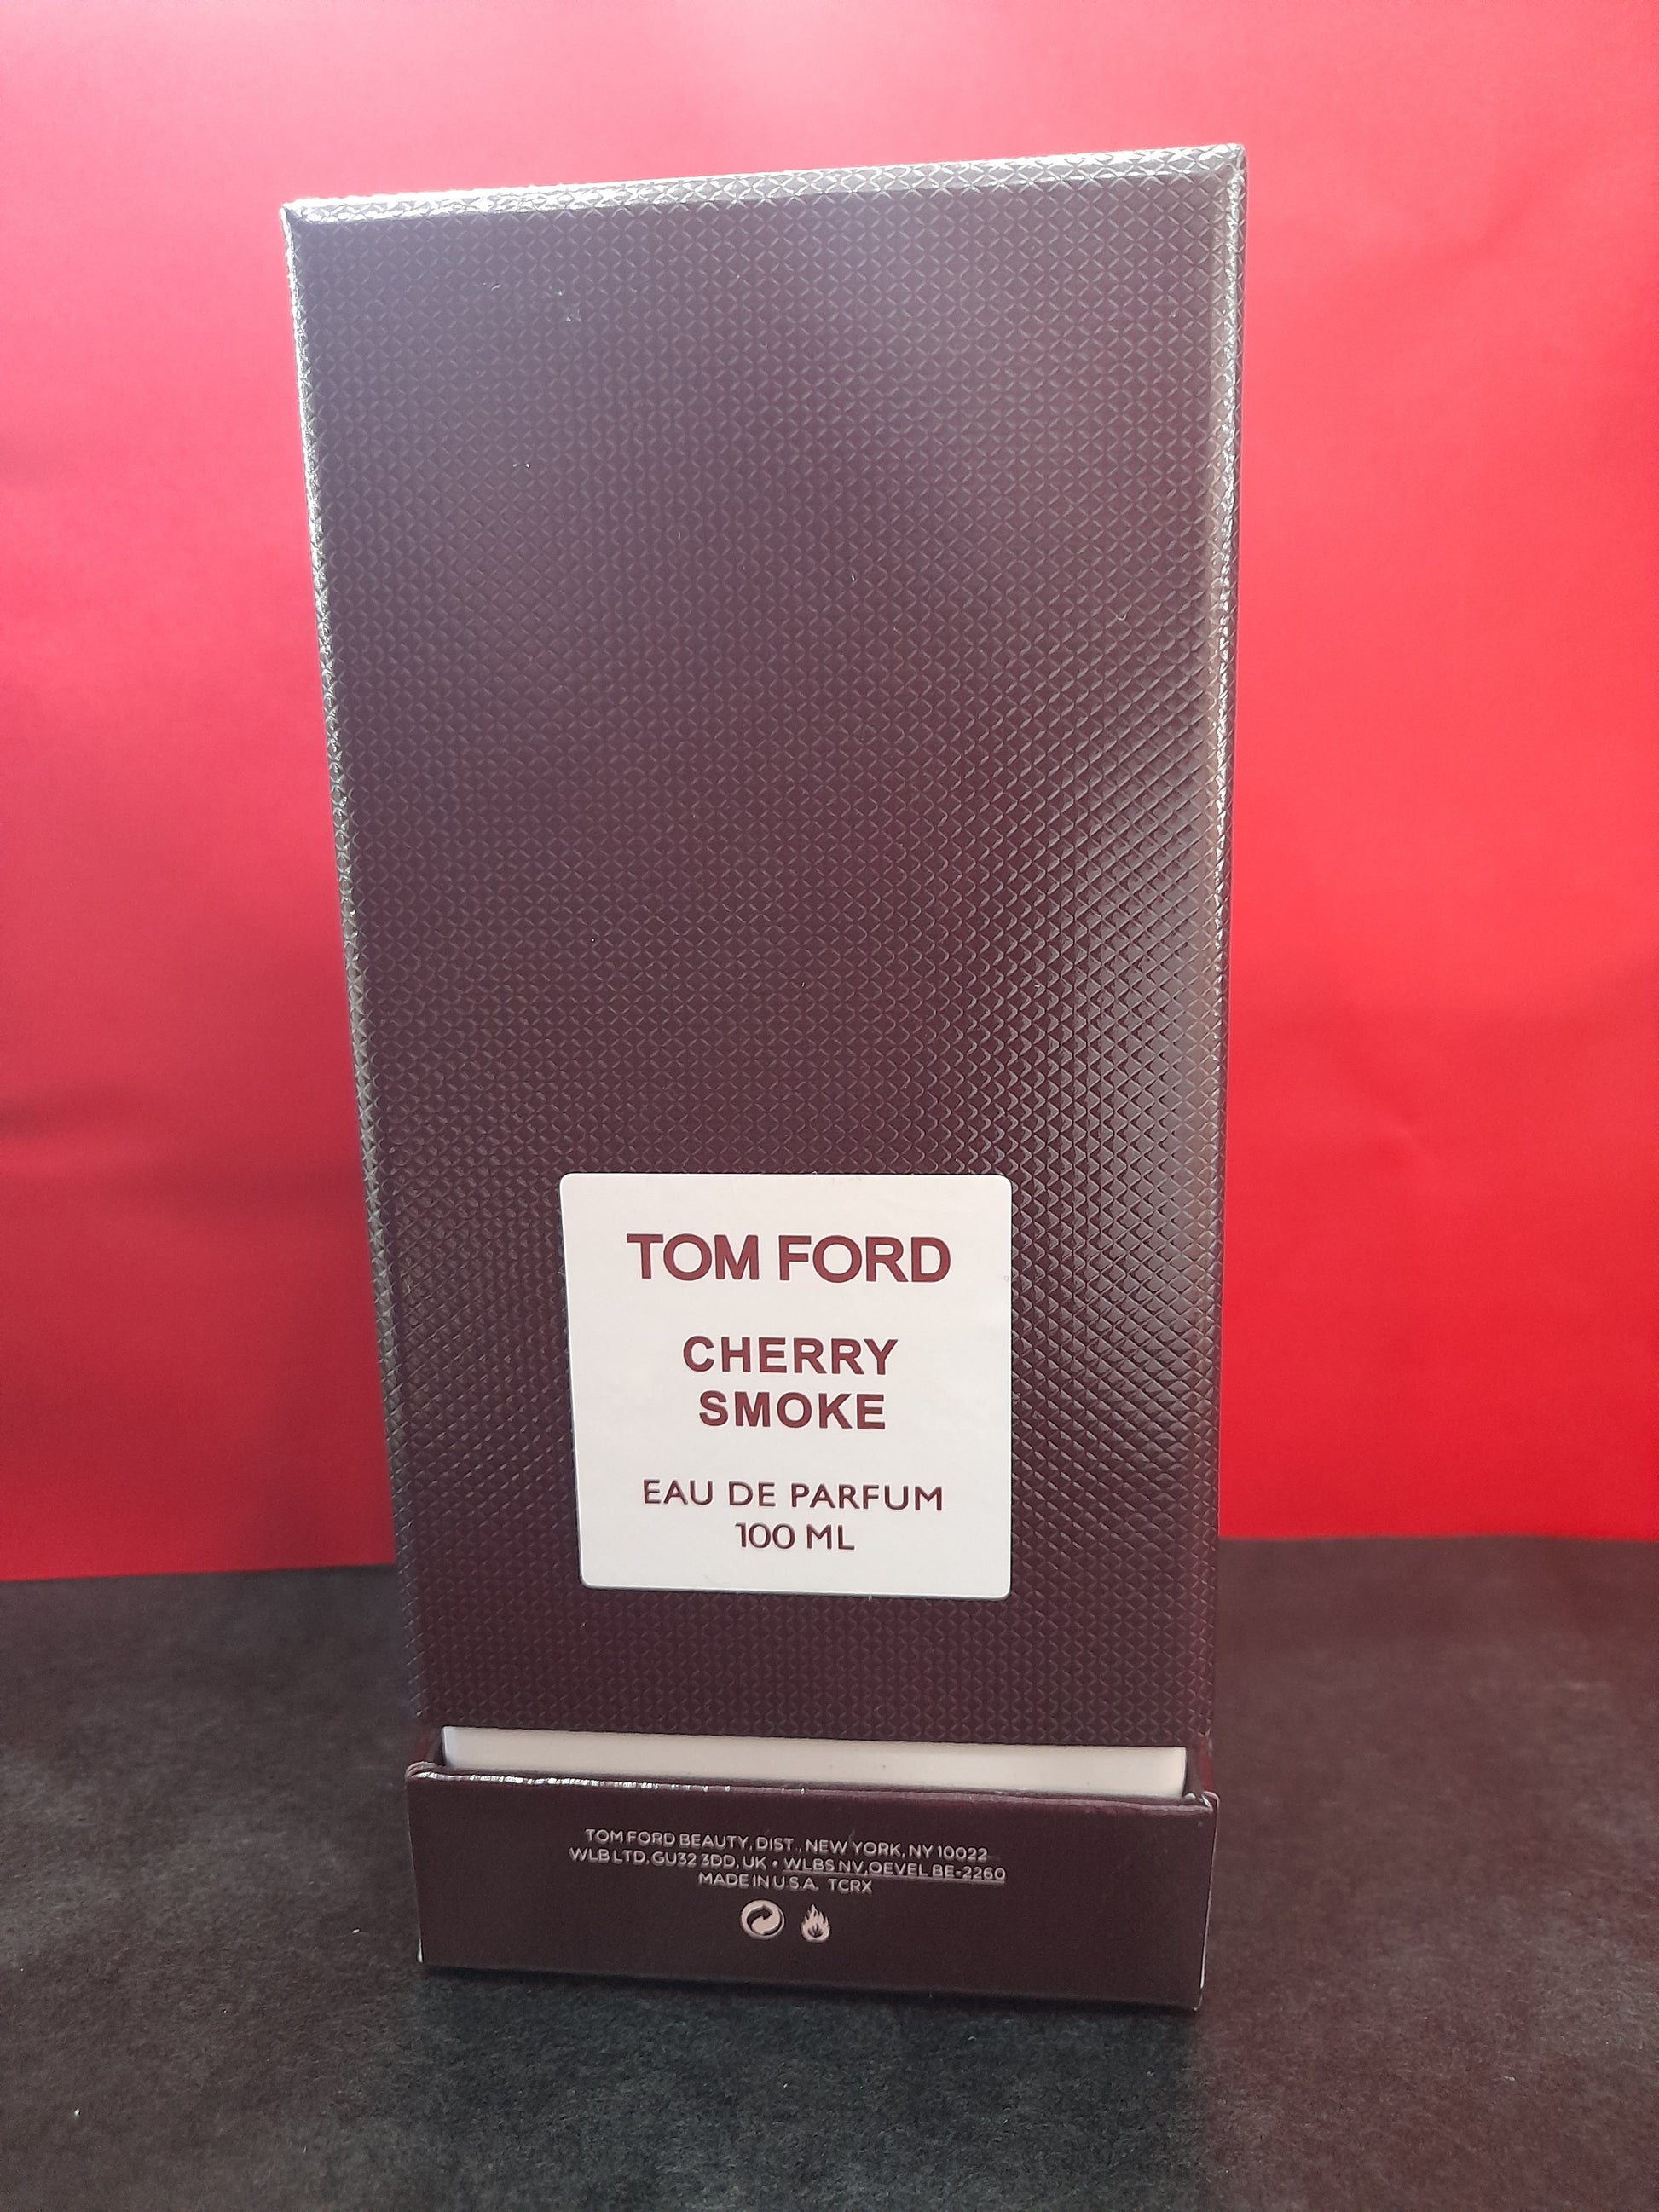 TOM FORD
CHERRY
SMOKE
EAU DE PARFUM
100 ML
TOM FORD BEAUTY, DIST., NEW YORK, NY 10022
WLB LTD, GU32 3DD, UK • WLBS NV, OEVEL BE-2260
MADE IN U.S.A. TCRX